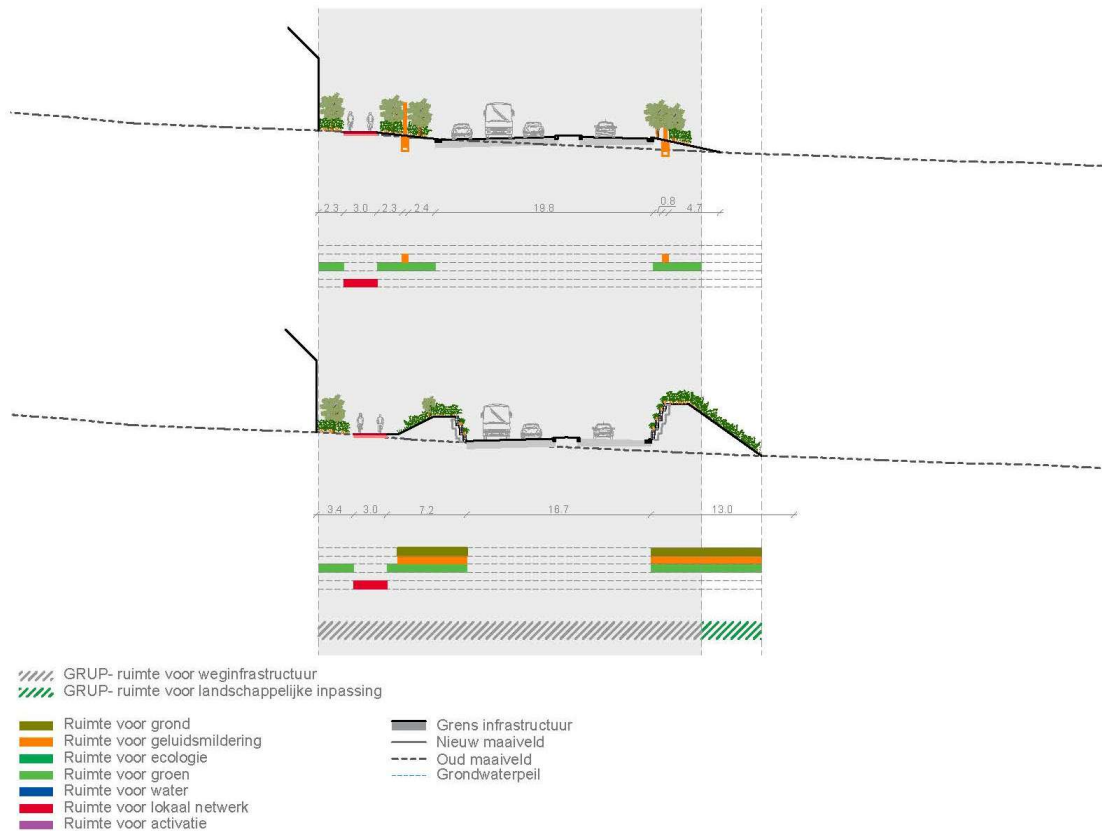 2.3 3.0 2.3 2.4 19.8 0.8 4.7
3.4 3.0 7.2 18.7 13.0
GRUP- ruimte voor weginfrastructuur
GRUP- ruimte voor landschappelijke inpassing
Ruimte voor grond
Ruimte voor geluidsmildering
Ruimte voor ecologie
Ruimte voor groen
Ruimte voor water
Ruimte voor lokaal netwerk
Ruimte voor activatie
Grens infrastructuur
Nieuw maaiveld
Oud maaiveld
Grondwaterpeil